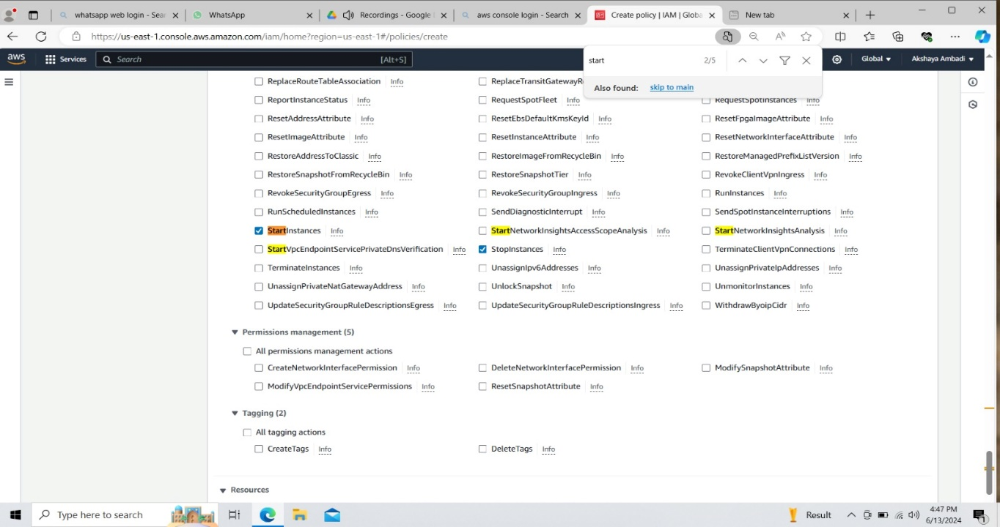 whatsapp web login - Sear
WhatsApp
Recordings - Google
aws console login - Search
Create policy | IAM | Globa
New tab
https://us-east-1.console.aws.amazon.com/iam/home?region=us-east-1#/policies/create
aws Services Search [Alt+S] Global Akshaya Ambadi
start 2/5
Also found: skip to main
ReplaceRouteTableAssociation Info ReplaceTransitGatewayR
ReportInstanceStatus Info RequestSpotFleet Info RequestSpotInstances Info
ResetAddressAttribute Info ResetEbsDefaultKmsKeyId Info ResetFpgaImageAttribute Info
ResetImageAttribute Info ResetInstanceAttribute Info ResetNetworkInterfaceAttribute Info
RestoreAddressToClassic Info RestoreImageFromRecycleBin Info RestoreManagedPrefixListVersion Info
RestoreSnapshotFromRecycleBin Info RestoreSnapshotTier Info RevokeClientVpnIngress Info
RevokeSecurityGroupEgress Info RevokeSecurityGroupIngress Info RunInstances Info
RunScheduledInstances Info SendDiagnosticInterrupt Info SendSpotInstanceInterruptions Info
StartInstances Info StartNetworkInsightsAccessScopeAnalysis Info StartNetworkInsightsAnalysis Info
StartVpcEndpointServicePrivateDnsVerification Info StopInstances Info TerminateClientVpnConnections Info
TerminateInstances Info UnassignIpv6Addresses Info UnassignPrivateIpAddresses Info
UnassignPrivateNatGatewayAddress Info UnlockSnapshot Info UnmonitorInstances Info
UpdateSecurityGroupRuleDescriptionsEgress Info UpdateSecurityGroupRuleDescriptionsIngress Info WithdrawByoipCidr Info
Permissions management (5)
All permissions management actions
CreateNetworkInterfacePermission Info DeleteNetworkInterfacePermission Info ModifySnapshotAttribute Info
ModifyVpcEndpointServicePermissions Info ResetSnapshotAttribute Info
Tagging (2)
All tagging actions
CreateTags Info DeleteTags Info
Resources
Type here to search
Result
4:47 PM
6/13/2024
1